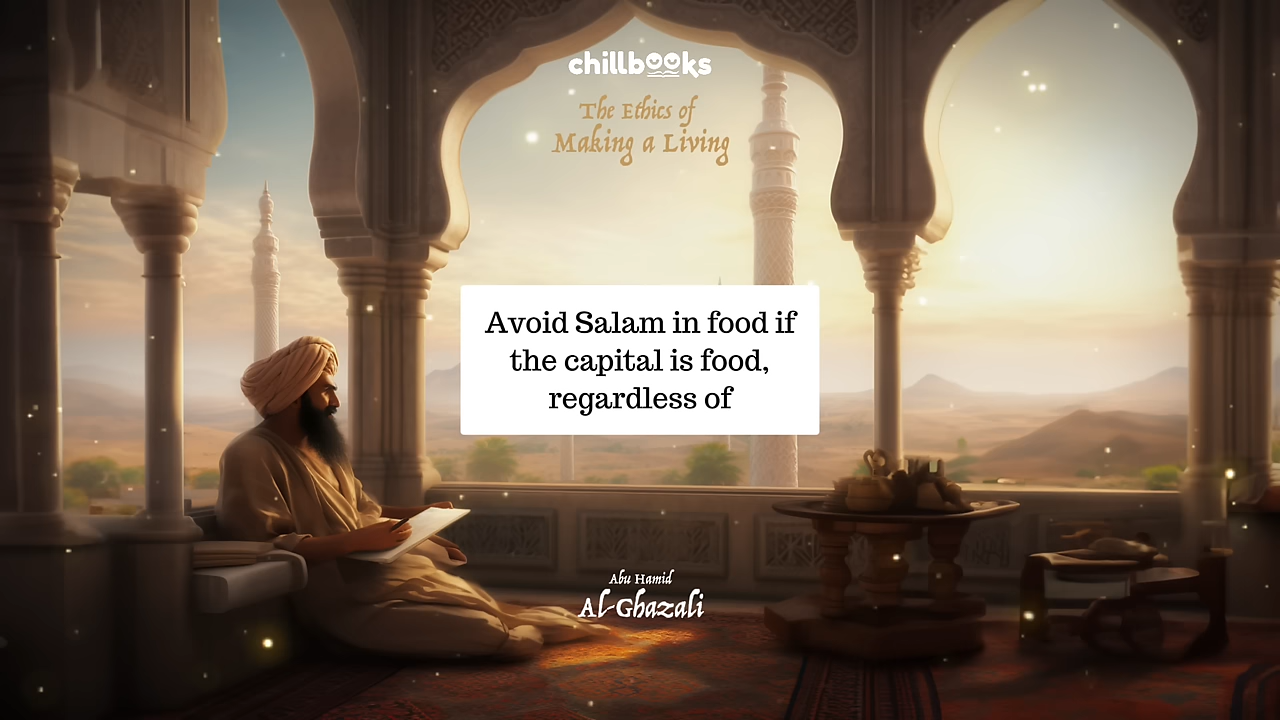 chillbooks
The Ethics of
Making a Living
Avoid Salam in food if
the capital is food,
regardless of
Abu Hamid
Al-Ghazali